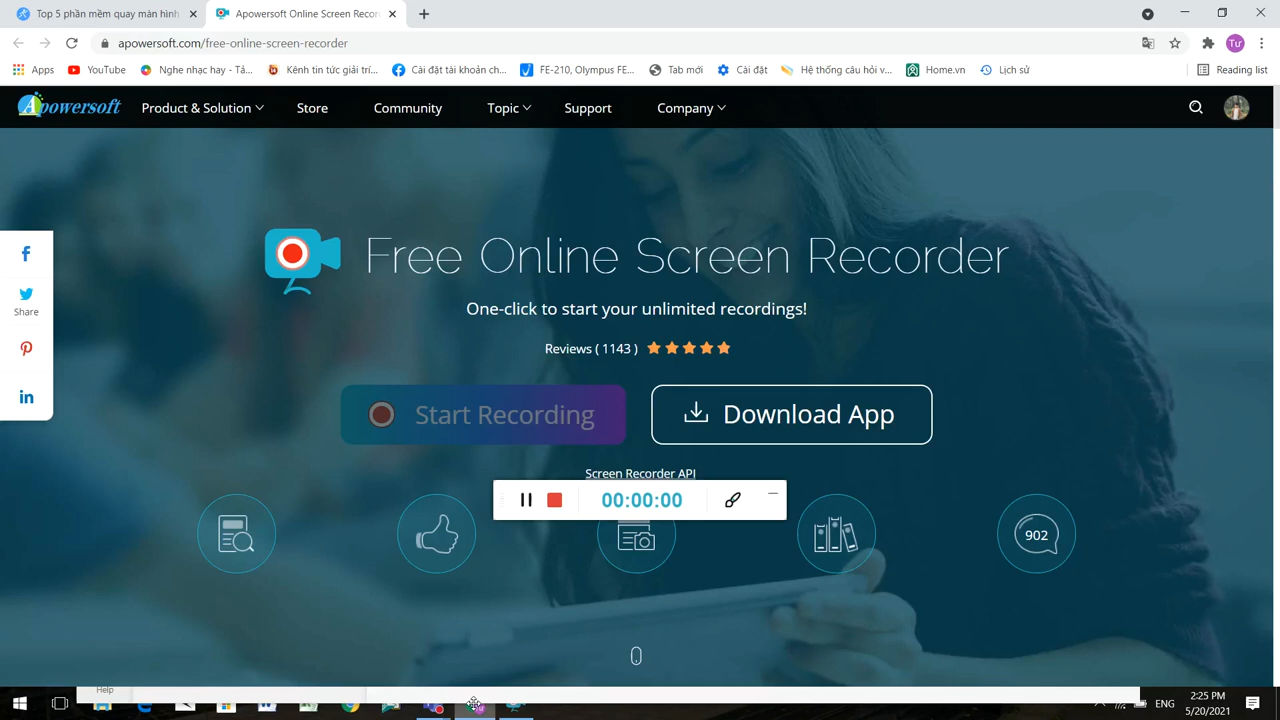 Top 5 phần mềm quay màn hình
Apowersoft Online Screen Recor
apowersoft.com/free-online-screen-recorder
Tư
Apps
YouTube
Nghe nhạc hay - Tả...
Kênh tin tức giải trí...
Cài đặt tài khoản ch...
FE-210, Olympus FE...
Tab mới
Cài đặt
Hệ thống câu hỏi v...
Home.vn
Lịch sử
Reading list
Apowersoft
Product & Solution
Store
Community
Topic
Support
Company
Free Online Screen Recorder
One-click to start your unlimited recordings!
Reviews ( 1143 )
Share
Start Recording
Download App
Screen Recorder API
00:00:00
902
Help
ENG
2:25 PM
5/20/2021